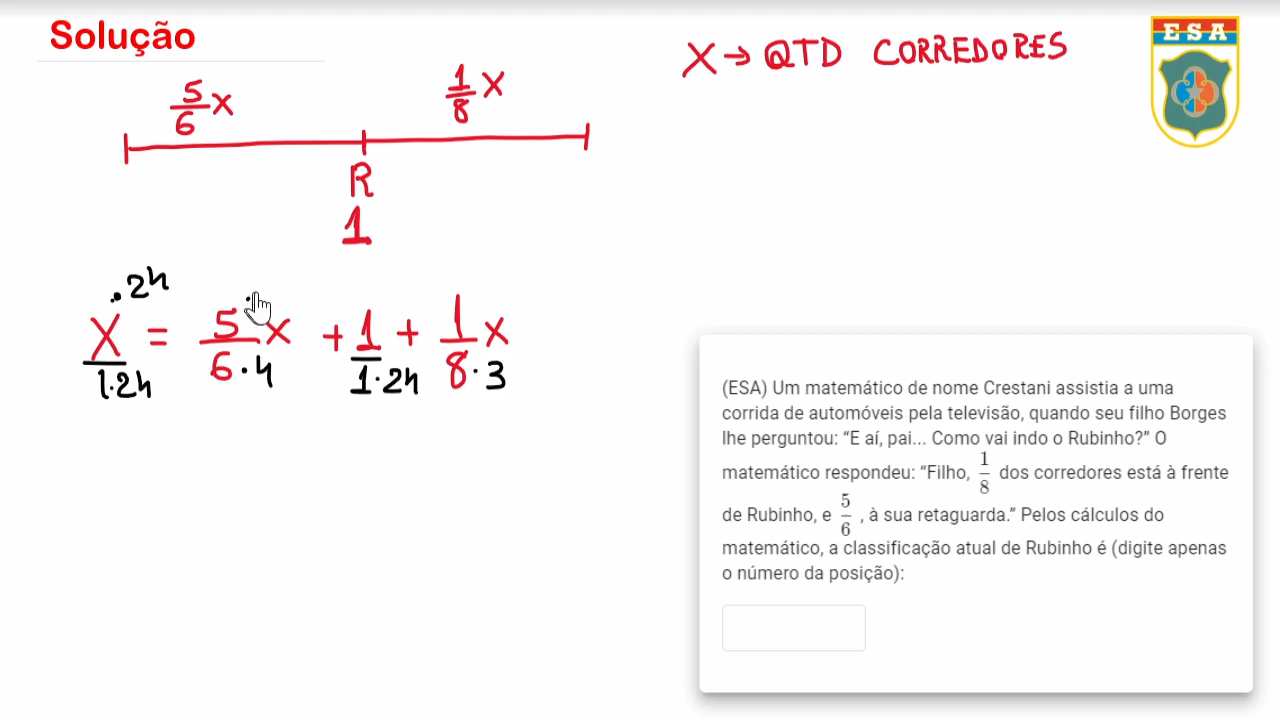 Solução
X → QTD CORREDORES
ESA
5/6 x
1/8 x
R
1
.24
X/1.24 = 5/6.4 x + 1/1.24 + 1/8.3 x
(ESA) Um matemático de nome Crestani assistia a uma
corrida de automóveis pela televisão, quando seu filho Borges
lhe perguntou: “E aí, pai... Como vai indo o Rubinho?” O
matemático respondeu: “Filho, 1/8 dos corredores está à frente
de Rubinho, e 5/6 , à sua retaguarda.” Pelos cálculos do
matemático, a classificação atual de Rubinho é (digite apenas
o número da posição):